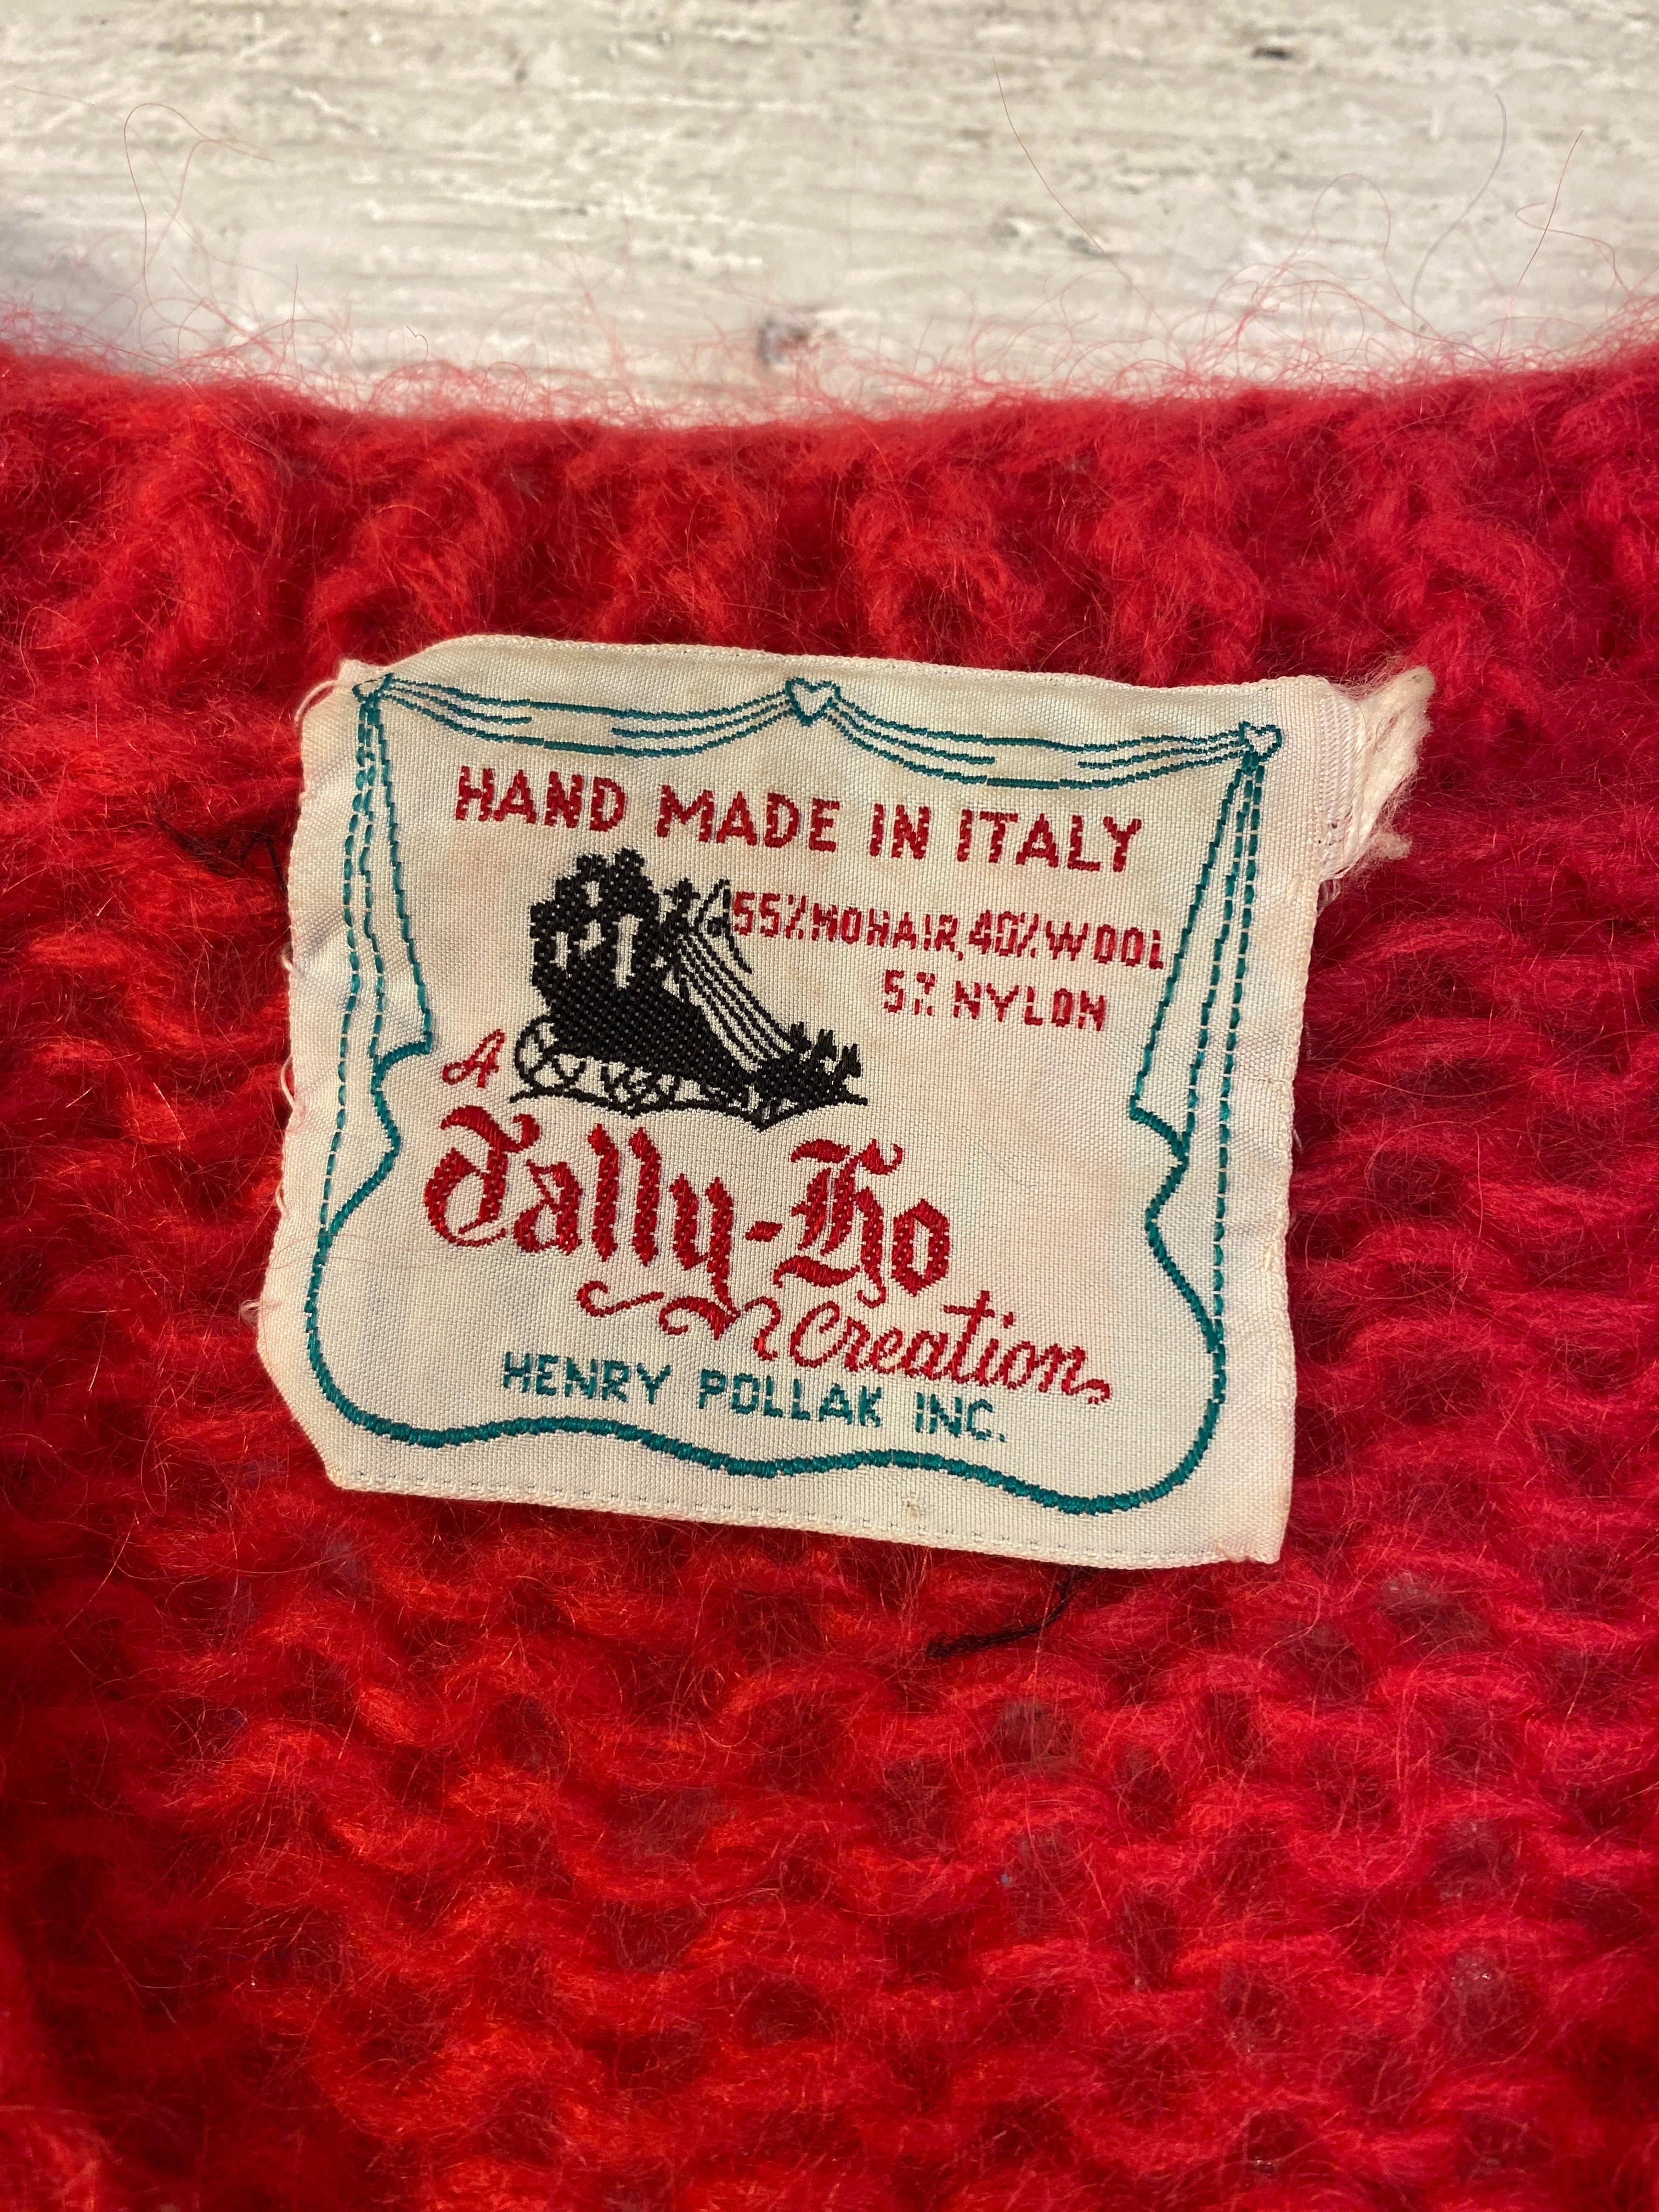 HAND MADE IN ITALY
55% MOHAIR, 40% WOOL
5% NYLON
A
Tally-Ho
Creation
HENRY POLLAK INC.